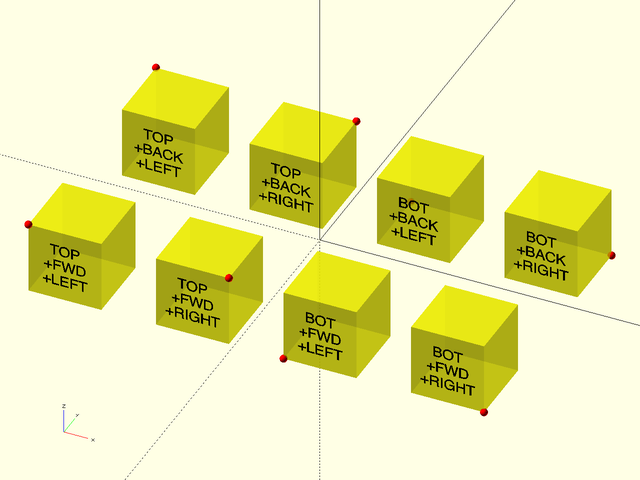 TOP
+BACK
+LEFT
TOP
+BACK
+RIGHT
BOT
+BACK
+LEFT
BOT
+BACK
+RIGHT
TOP
+FWD
+LEFT
TOP
+FWD
+RIGHT
BOT
+FWD
+LEFT
BOT
+FWD
+RIGHT
z
y
x